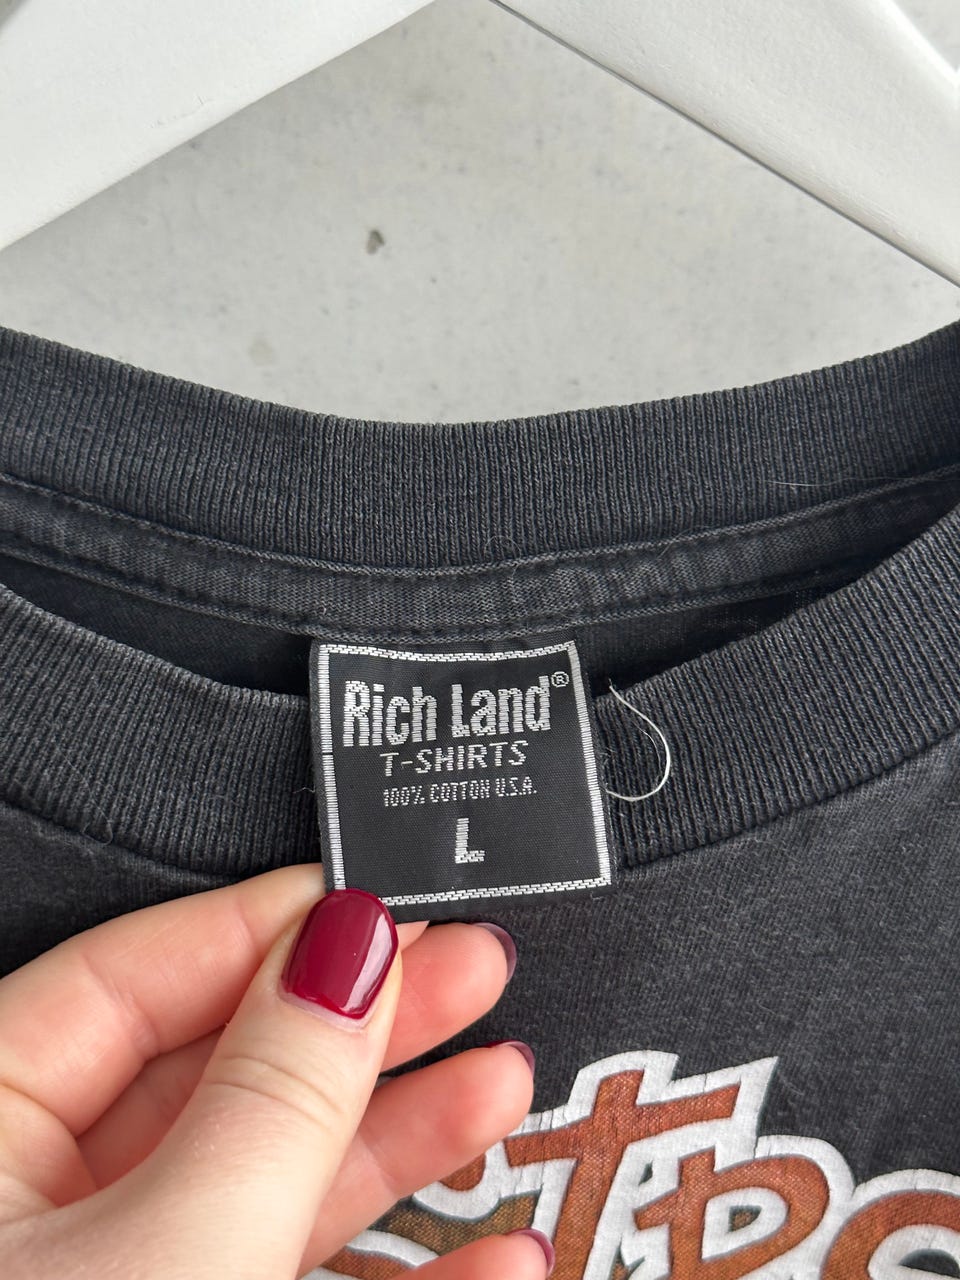 Rich Land®
T-SHIRTS
100% COTTON U.S.A.
L